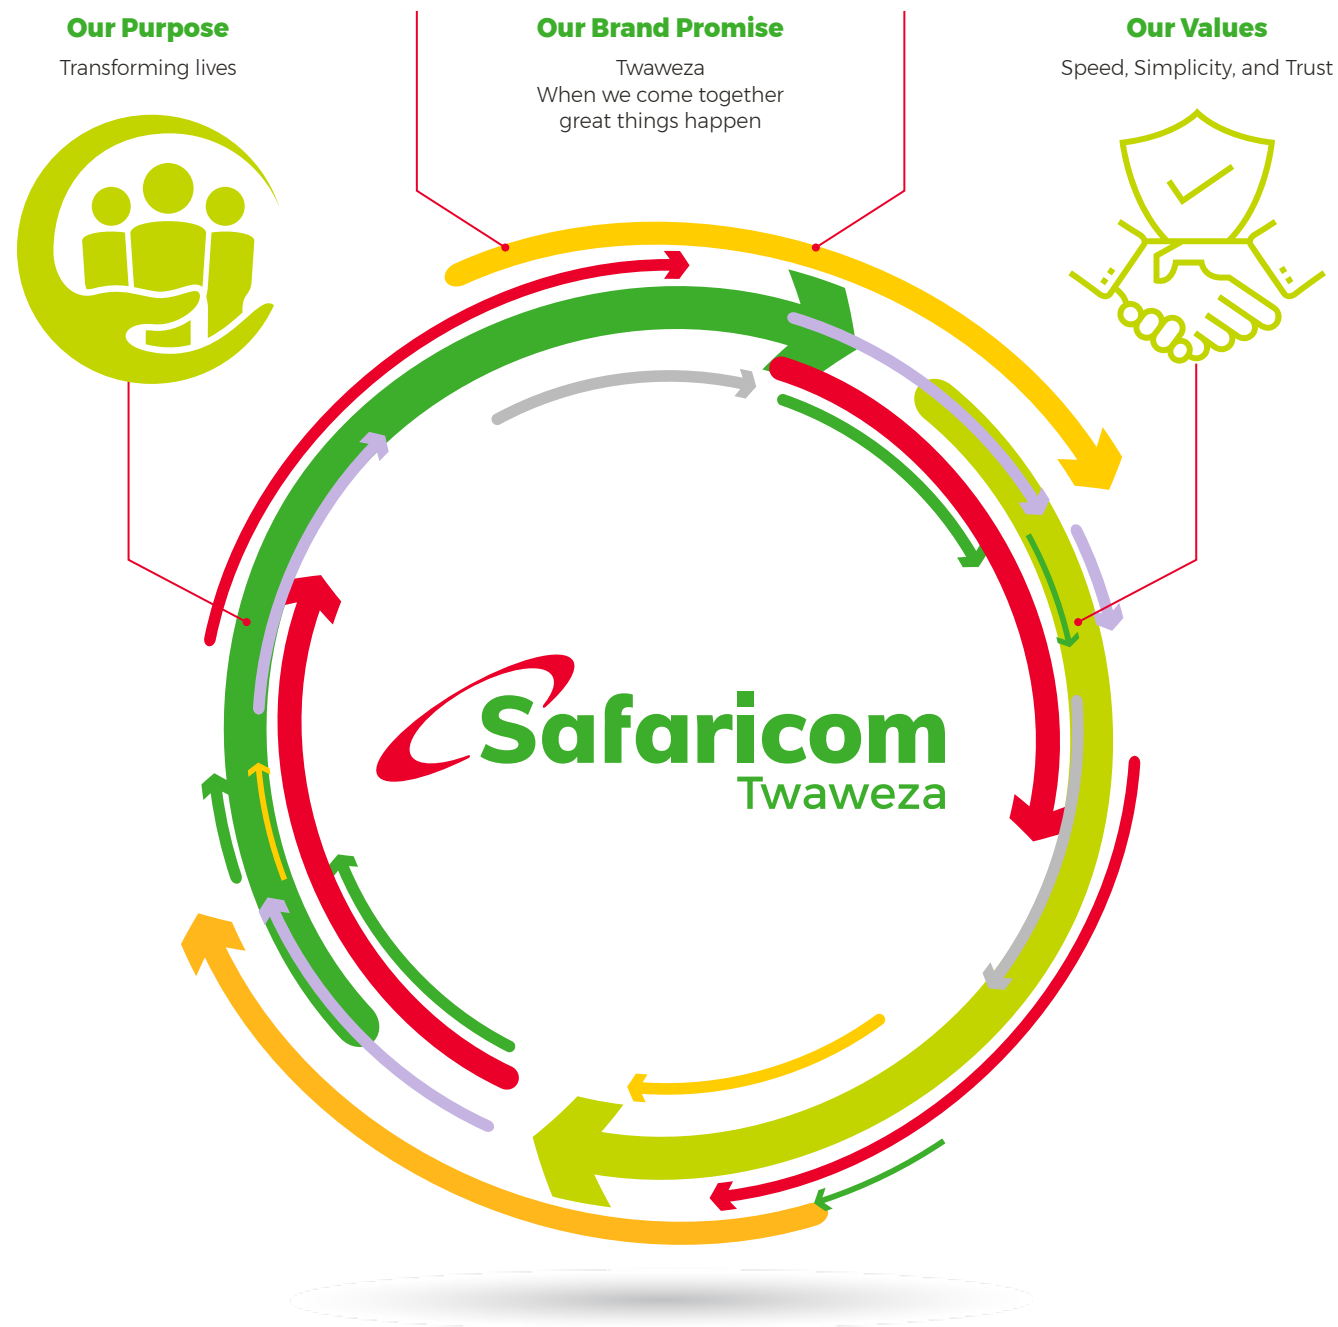 Our Purpose
Transforming lives
Our Brand Promise
Twaweza
When we come together
great things happen
Our Values
Speed, Simplicity, and Trust
Safaricom
Twaweza